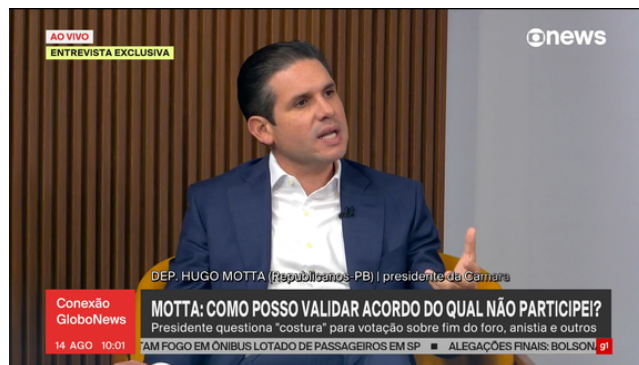 AO VIVO
ENTREVISTA EXCLUSIVA
news
DEP. HUGO MOTTA (Republicanos-PB) | presidente da Câmara
Conexão
GloboNews
MOTTA: COMO POSSO VALIDAR ACORDO DO QUAL NÃO PARTICIPEI?
Presidente questiona "costura" para votação sobre fim do foro, anistia e outros
14 AGO 10:01
TAM FOGO EM ÔNIBUS LOTADO DE PASSAGEIROS EM SP ■ ALEGAÇÕES FINAIS: BOLSON
g1